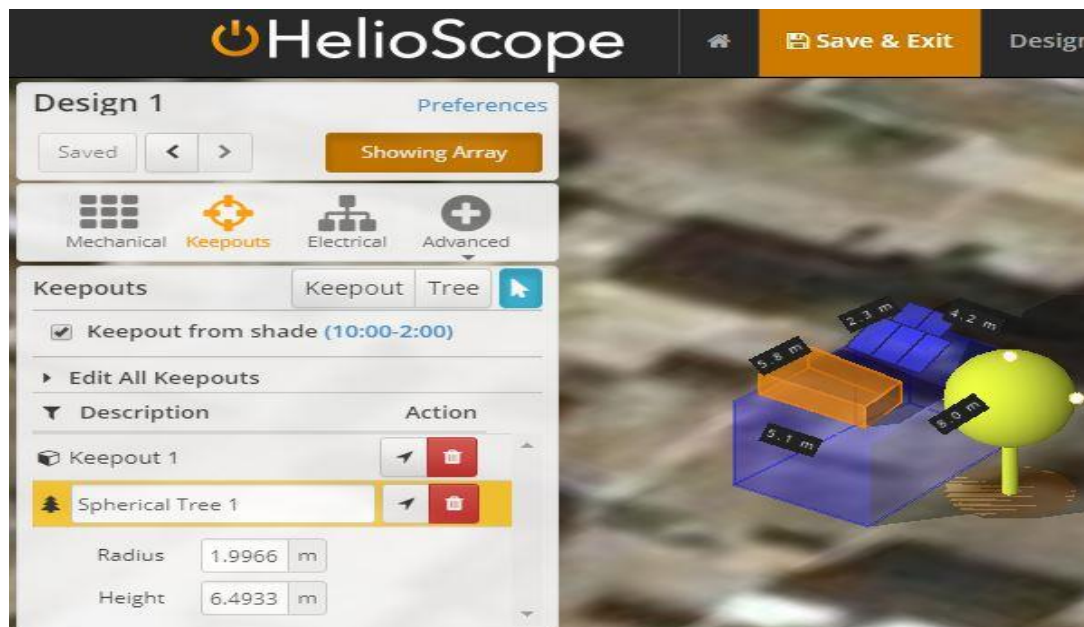 HelioScope
Save & Exit
Design
Design 1
Preferences
Saved < >
Showing Array
Mechanical Keepouts Electrical Advanced
Keepouts
Keepout Tree
Keepout from shade (10:00-2:00)
Edit All Keepouts
Description Action
Keepout 1
Spherical Tree 1
Radius 1.9966 m
Height 6.4933 m
2.3 m
4.2 m
5.8 m
8.0 m
5.1 m